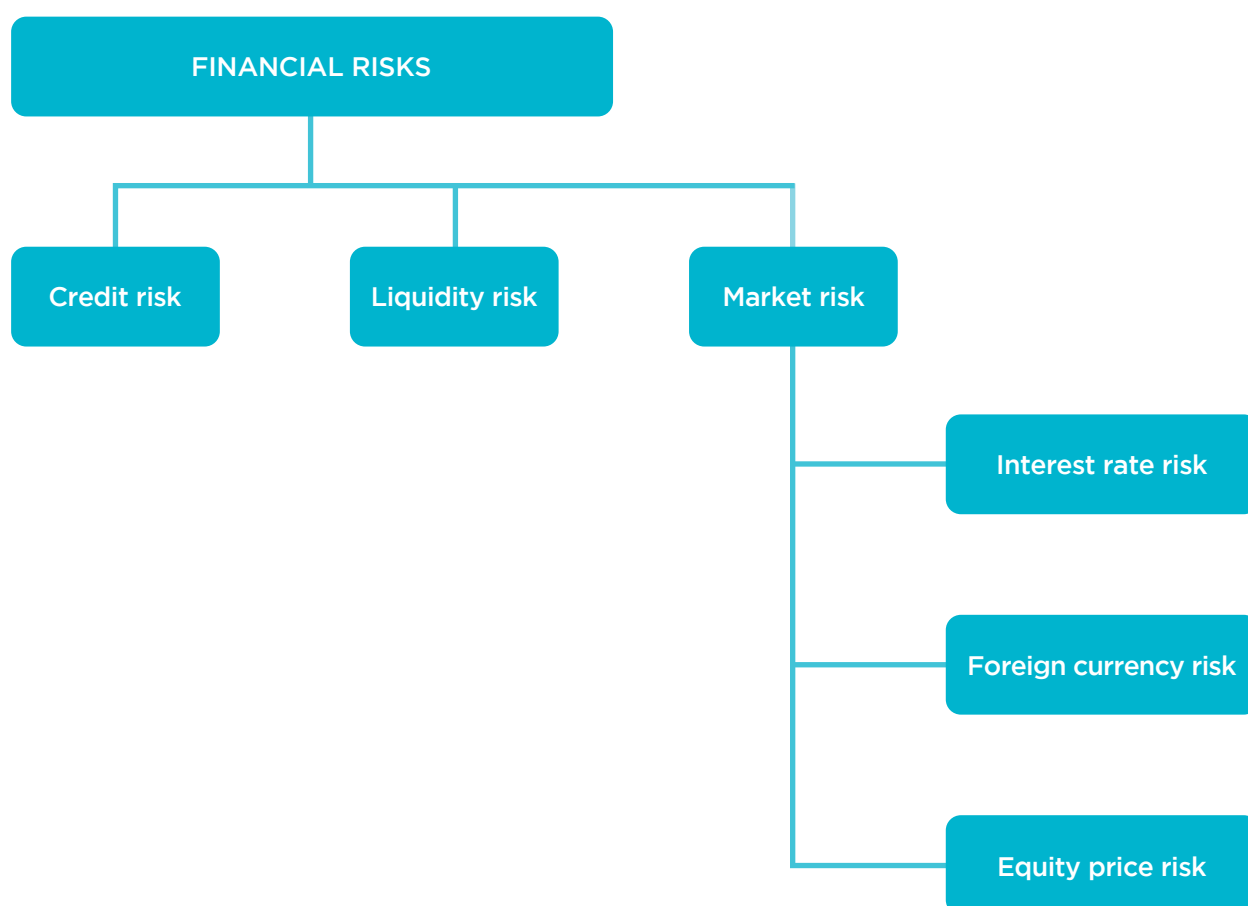 FINANCIAL RISKS
Credit risk
Liquidity risk
Market risk
Interest rate risk
Foreign currency risk
Equity price risk